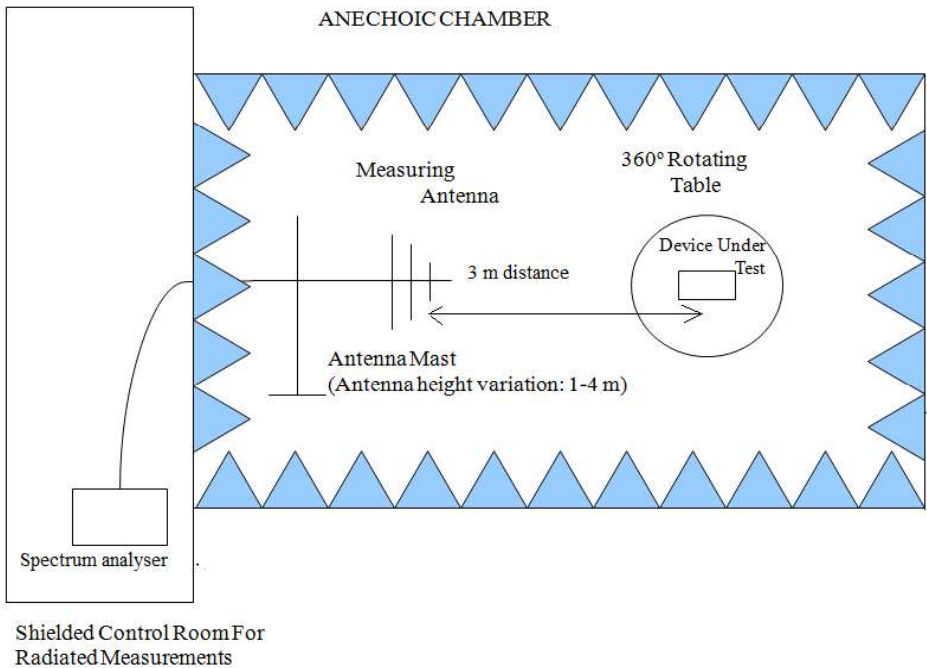 ANECHOIC CHAMBER
Measuring
Antenna
360° Rotating
Table
Device Under
Test
3 m distance
Antenna Mast
(Antenna height variation: 1-4 m)
Spectrum analyser .
Shielded Control Room For
Radiated Measurements